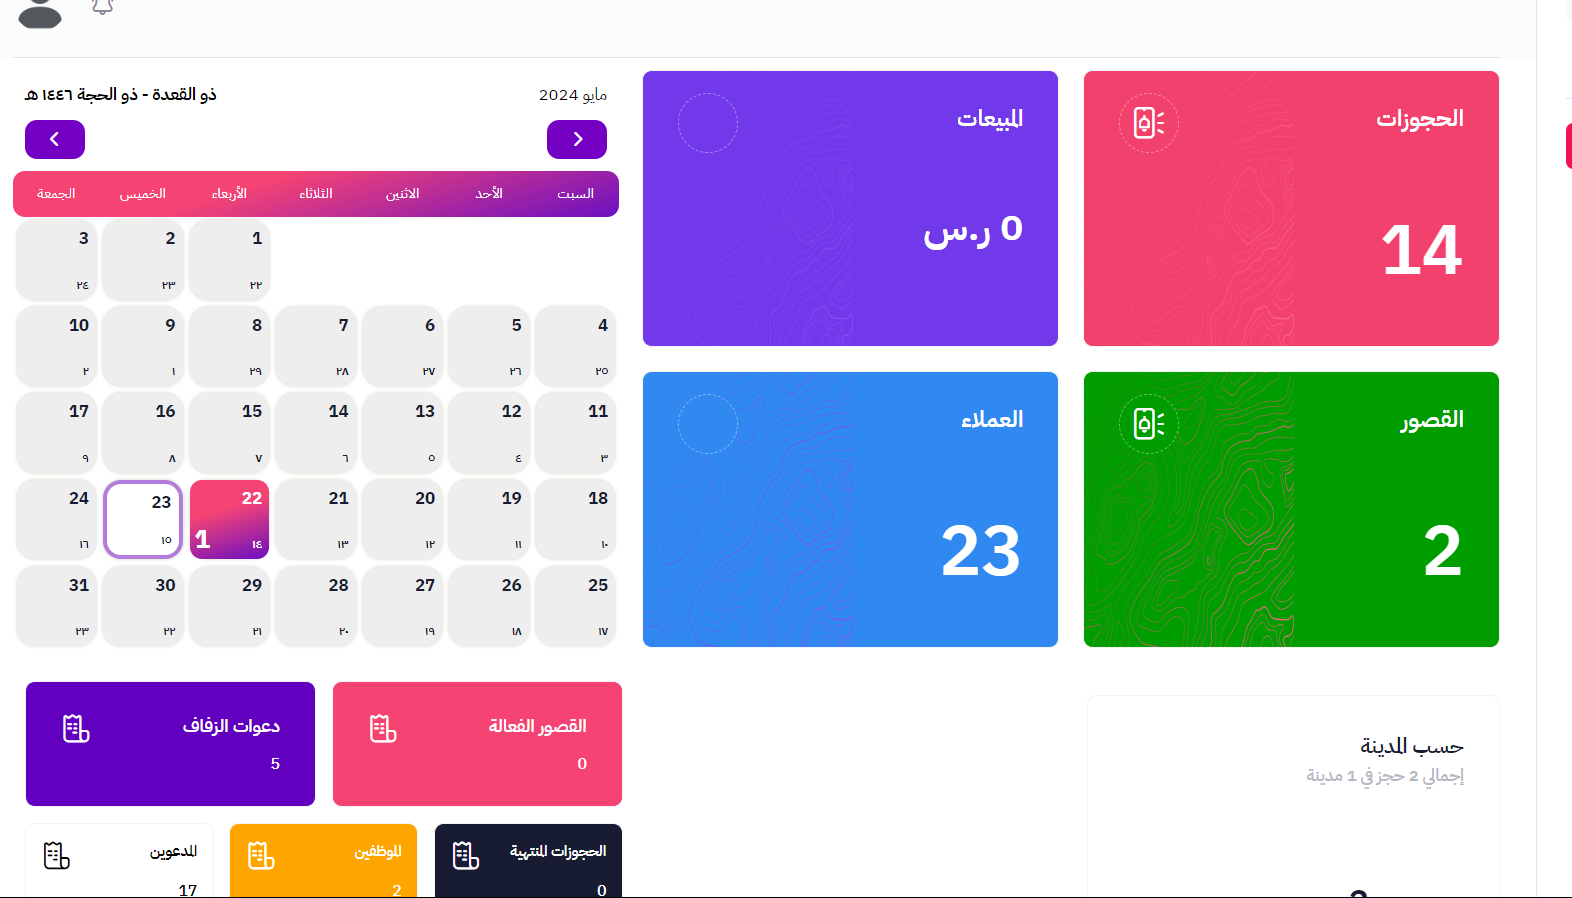 الحجوزات
14
المبيعات
0 ر.س
القصور
2
العملاء
23
مايو 2024
ذو القعدة - ذو الحجة ١٤٤٦ هـ
السبت الأحد الاثنين الثلاثاء الأربعاء الخميس الجمعة
1 2 3
٢٢ ٢٣ ٢٤
4 5 6 7 8 9 10
٢٥ ٢٦ ٢٧ ٢٨ ٢٩ ١ ٢
11 12 13 14 15 16 17
٣ ٤ ٥ ٦ ٧ ٨ ٩
18 19 20 21 22 23 24
١٠ ١١ ١٢ ١٣ ١٤ 1 ١٥ ١٦
25 26 27 28 29 30 31
١٧ ١٨ ١٩ ٢٠ ٢١ ٢٢ ٢٣
القصور الفعالة
0
دعوات الزفاف
5
الحجوزات المنتهية
0
الموظفين
2
المدعوين
17
حسب المدينة
إجمالي 2 حجز في 1 مدينة